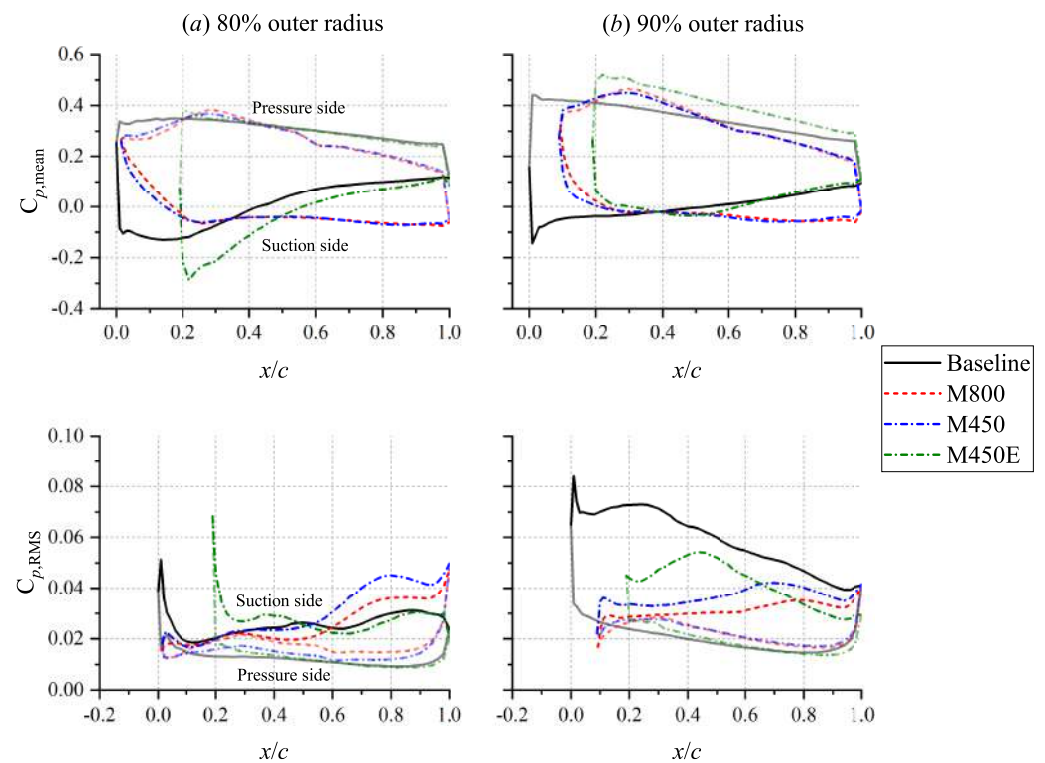 (a) 80% outer radius
(b) 90% outer radius
0.6
0.4
0.2
0.0
-0.2
-0.4
Cp,mean
Pressure side
Suction side
0.0 0.2 0.4 0.6 0.8 1.0
x/c
0.0 0.2 0.4 0.6 0.8 1.0
x/c
Baseline
M800
M450
M450E
0.10
0.08
0.06
0.04
0.02
0.00
Cp,RMS
Suction side
Pressure side
-0.2 0.0 0.2 0.4 0.6 0.8 1.0
x/c
-0.2 0.0 0.2 0.4 0.6 0.8 1.0
x/c